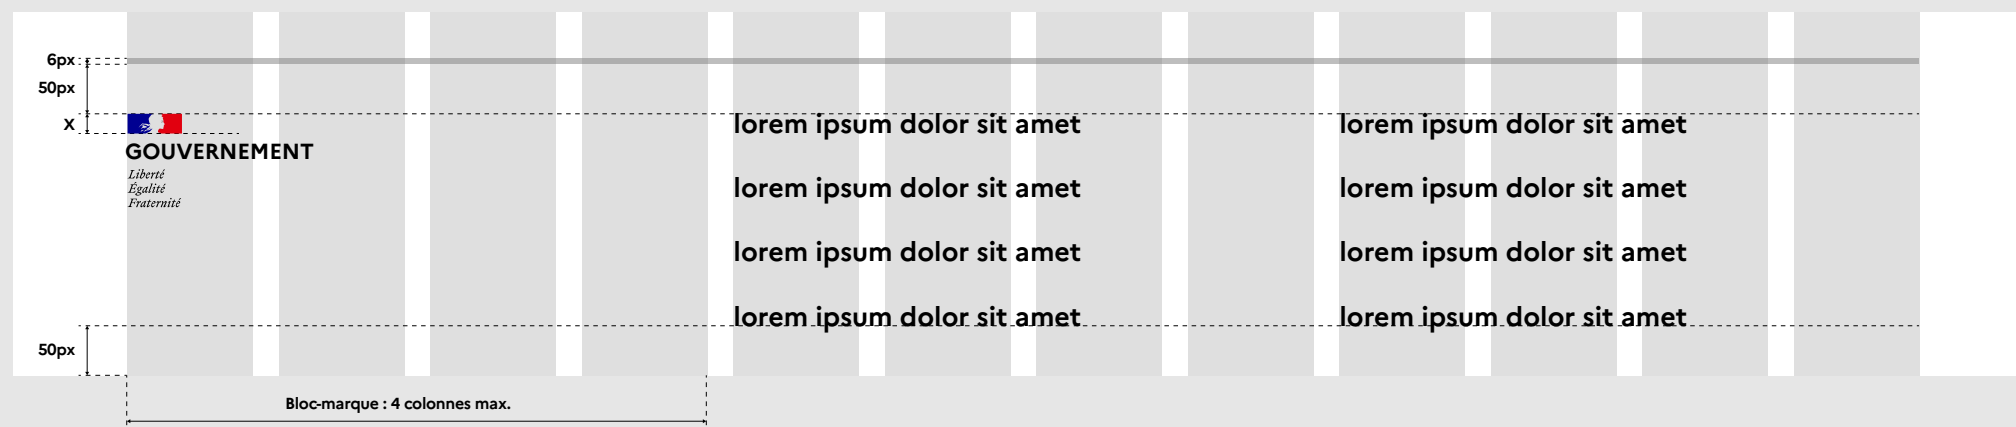 6px
50px
X
GOUVERNEMENT
Liberté
Égalité
Fraternité
lorem ipsum dolor sit amet
lorem ipsum dolor sit amet
lorem ipsum dolor sit amet
lorem ipsum dolor sit amet
lorem ipsum dolor sit amet
lorem ipsum dolor sit amet
lorem ipsum dolor sit amet
lorem ipsum dolor sit amet
50px
Bloc-marque : 4 colonnes max.